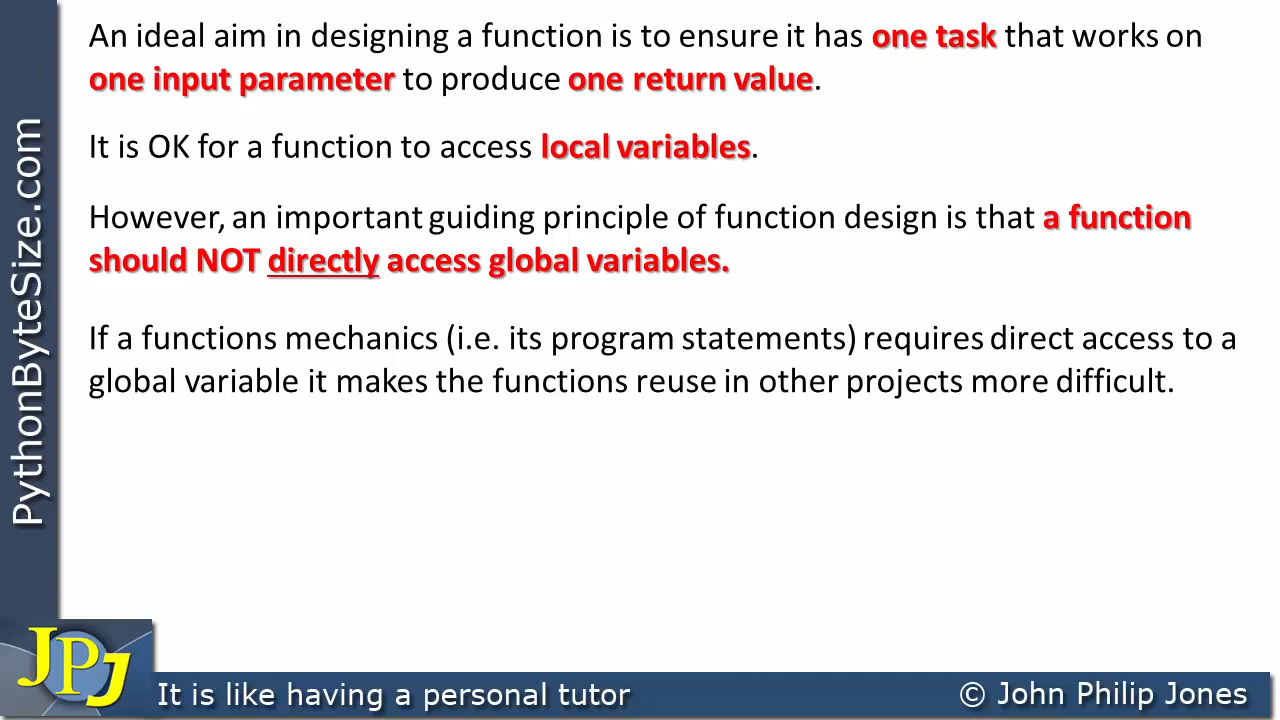 An ideal aim in designing a function is to ensure it has one task that works on
one input parameter to produce one return value.
It is OK for a function to access local variables.
However, an important guiding principle of function design is that a function
should NOT directly access global variables.
If a functions mechanics (i.e. its program statements) requires direct access to a
global variable it makes the functions reuse in other projects more difficult.
PythonByteSize.com
JPJ
It is like having a personal tutor
© John Philip Jones